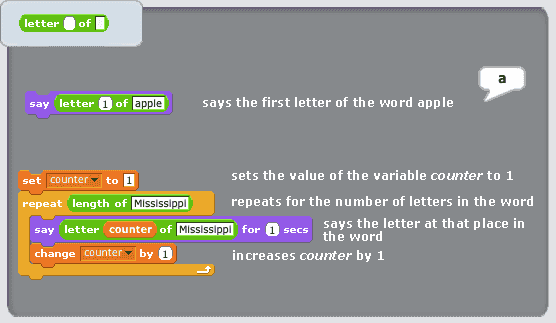 letter of
a
say letter 1 of apple says the first letter of the word apple
set counter to 1 sets the value of the variable counter to 1
repeat length of Mississippi repeats for the number of letters in the word
say letter counter of Mississippi for 1 secs says the letter at that place in
the word
change counter by 1 increases counter by 1